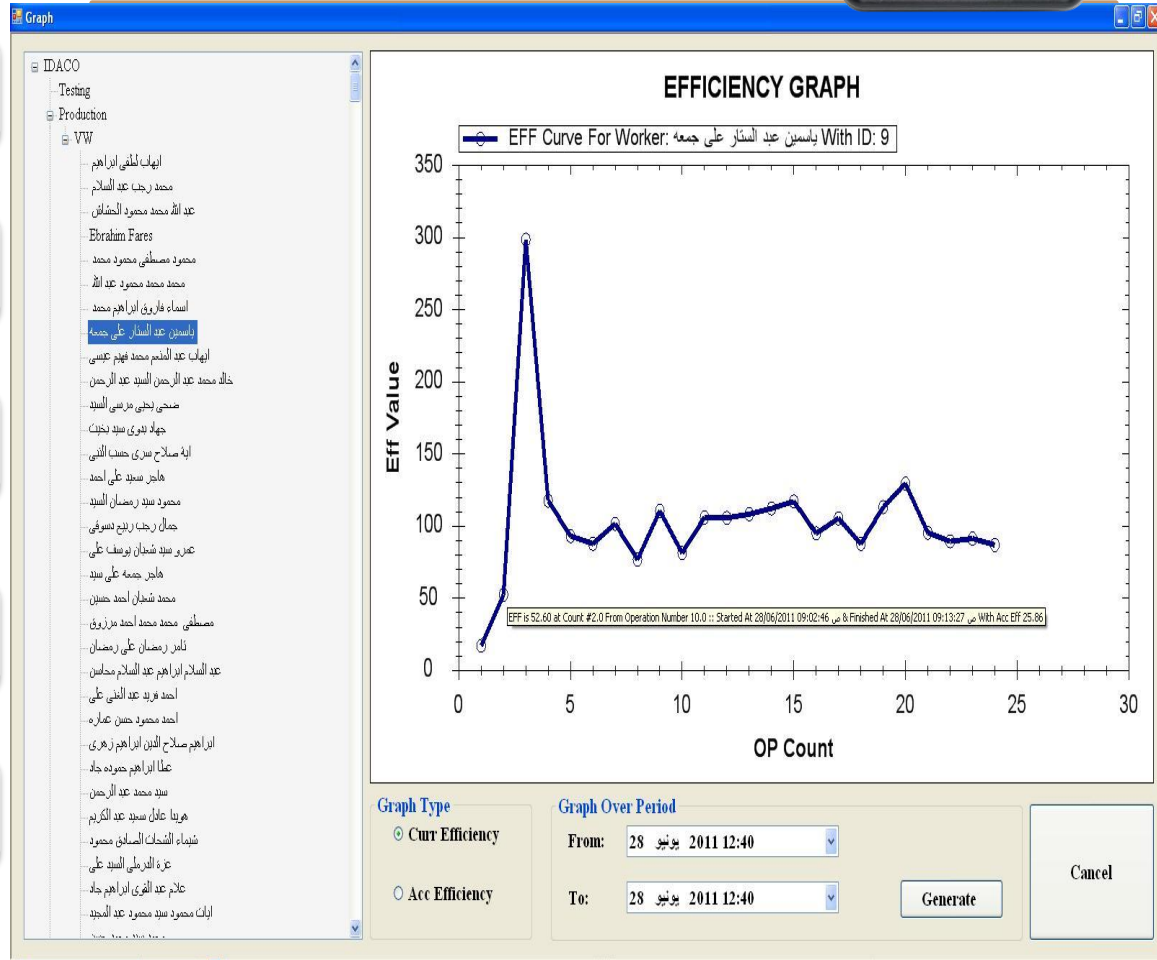 Graph
IDACO
Testing
Production
VW
ايهاب لطفى ابراهيم
محمد رجب عبد السلام
عبد الله محمد محمود الحشاش
Ebrahim Fares
محمود مصطفى محمود محمد
محمد محمد محمود عبد الله
اسماء فاروق ابراهيم محمد
ياسمين عبد الستار على جمعه
ايهاب عبد المنعم محمد فهيم عيسى
خالد محمد عبد الرحمن السيد عبد الرحمن
ضحى يحيى مرسى السيد
جهاد بدوى سيد بخيت
اية صلاح سرى حسب النبى
هاجر سعيد على احمد
محمود سيد رمضان السيد
جمال رجب ربيع دسوقى
عمرو سيد شعبان يوسف على
هاجر جمعه على سيد
محمد شعبان احمد حسين
مصطفى محمد محمد احمد مرزوق
تامر رمضان على رمضان
عبد السلام ابراهيم عبد السلام محاسن
احمد فريد عبد الغنى على
احمد محمود حسن عماره
ابراهيم صلاح الدين ابراهيم زهرى
عطا ابراهيم حموده جاد
سيد محمد عبد الرحمن
هويدا عادل سعيد عبد الكريم
شيماء الشحات الصادق محمود
عزة الدرملى السيد على
علام عبد القوى ابراهيم جاد
ايات محمود سيد محمود عبد المجيد
EFFICIENCY GRAPH
EFF Curve For Worker: ياسمين عبد الستار على جمعه With ID: 9
350
300
250
200
150
100
50
0
Eff Value
EFF is 52.60 at Count #2.0 From Operation Number 10.0 :: Started At 28/06/2011 09:02:46 ص & Finished At 28/06/2011 09:13:27 ص With Acc Eff 25.86
0 5 10 15 20 25 30
OP Count
Graph Type
Curr Efficiency
Acc Efficiency
Graph Over Period
From: 28 يونيو 2011 12:40
To: 28 يونيو 2011 12:40
Generate
Cancel